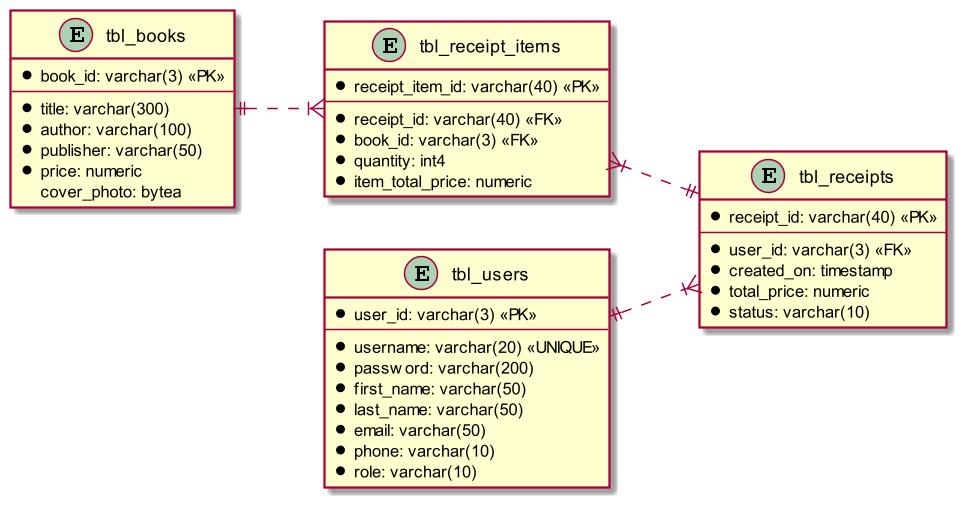 E tbl_books
book_id: varchar(3) «PK»
title: varchar(300)
author: varchar(100)
publisher: varchar(50)
price: numeric
cover_photo: bytea
E tbl_receipt_items
receipt_item_id: varchar(40) «PK»
receipt_id: varchar(40) «FK»
book_id: varchar(3) «FK»
quantity: int4
item_total_price: numeric
E tbl_users
user_id: varchar(3) «PK»
username: varchar(20) «UNIQUE»
password: varchar(200)
first_name: varchar(50)
last_name: varchar(50)
email: varchar(50)
phone: varchar(10)
role: varchar(10)
E tbl_receipts
receipt_id: varchar(40) «PK»
user_id: varchar(3) «FK»
created_on: timestamp
total_price: numeric
status: varchar(10)